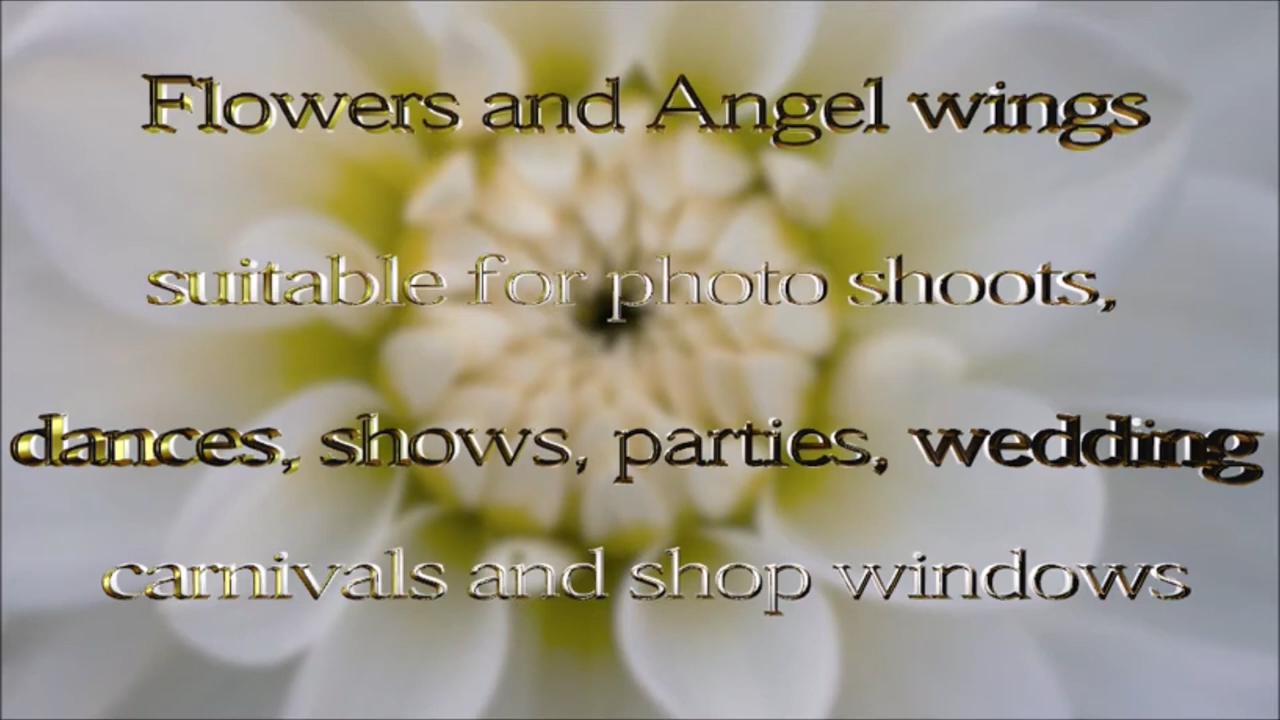 Flowers and Angel wings
suitable for photo shoots,
dances, shows, parties, wedding
carnivals and shop windows